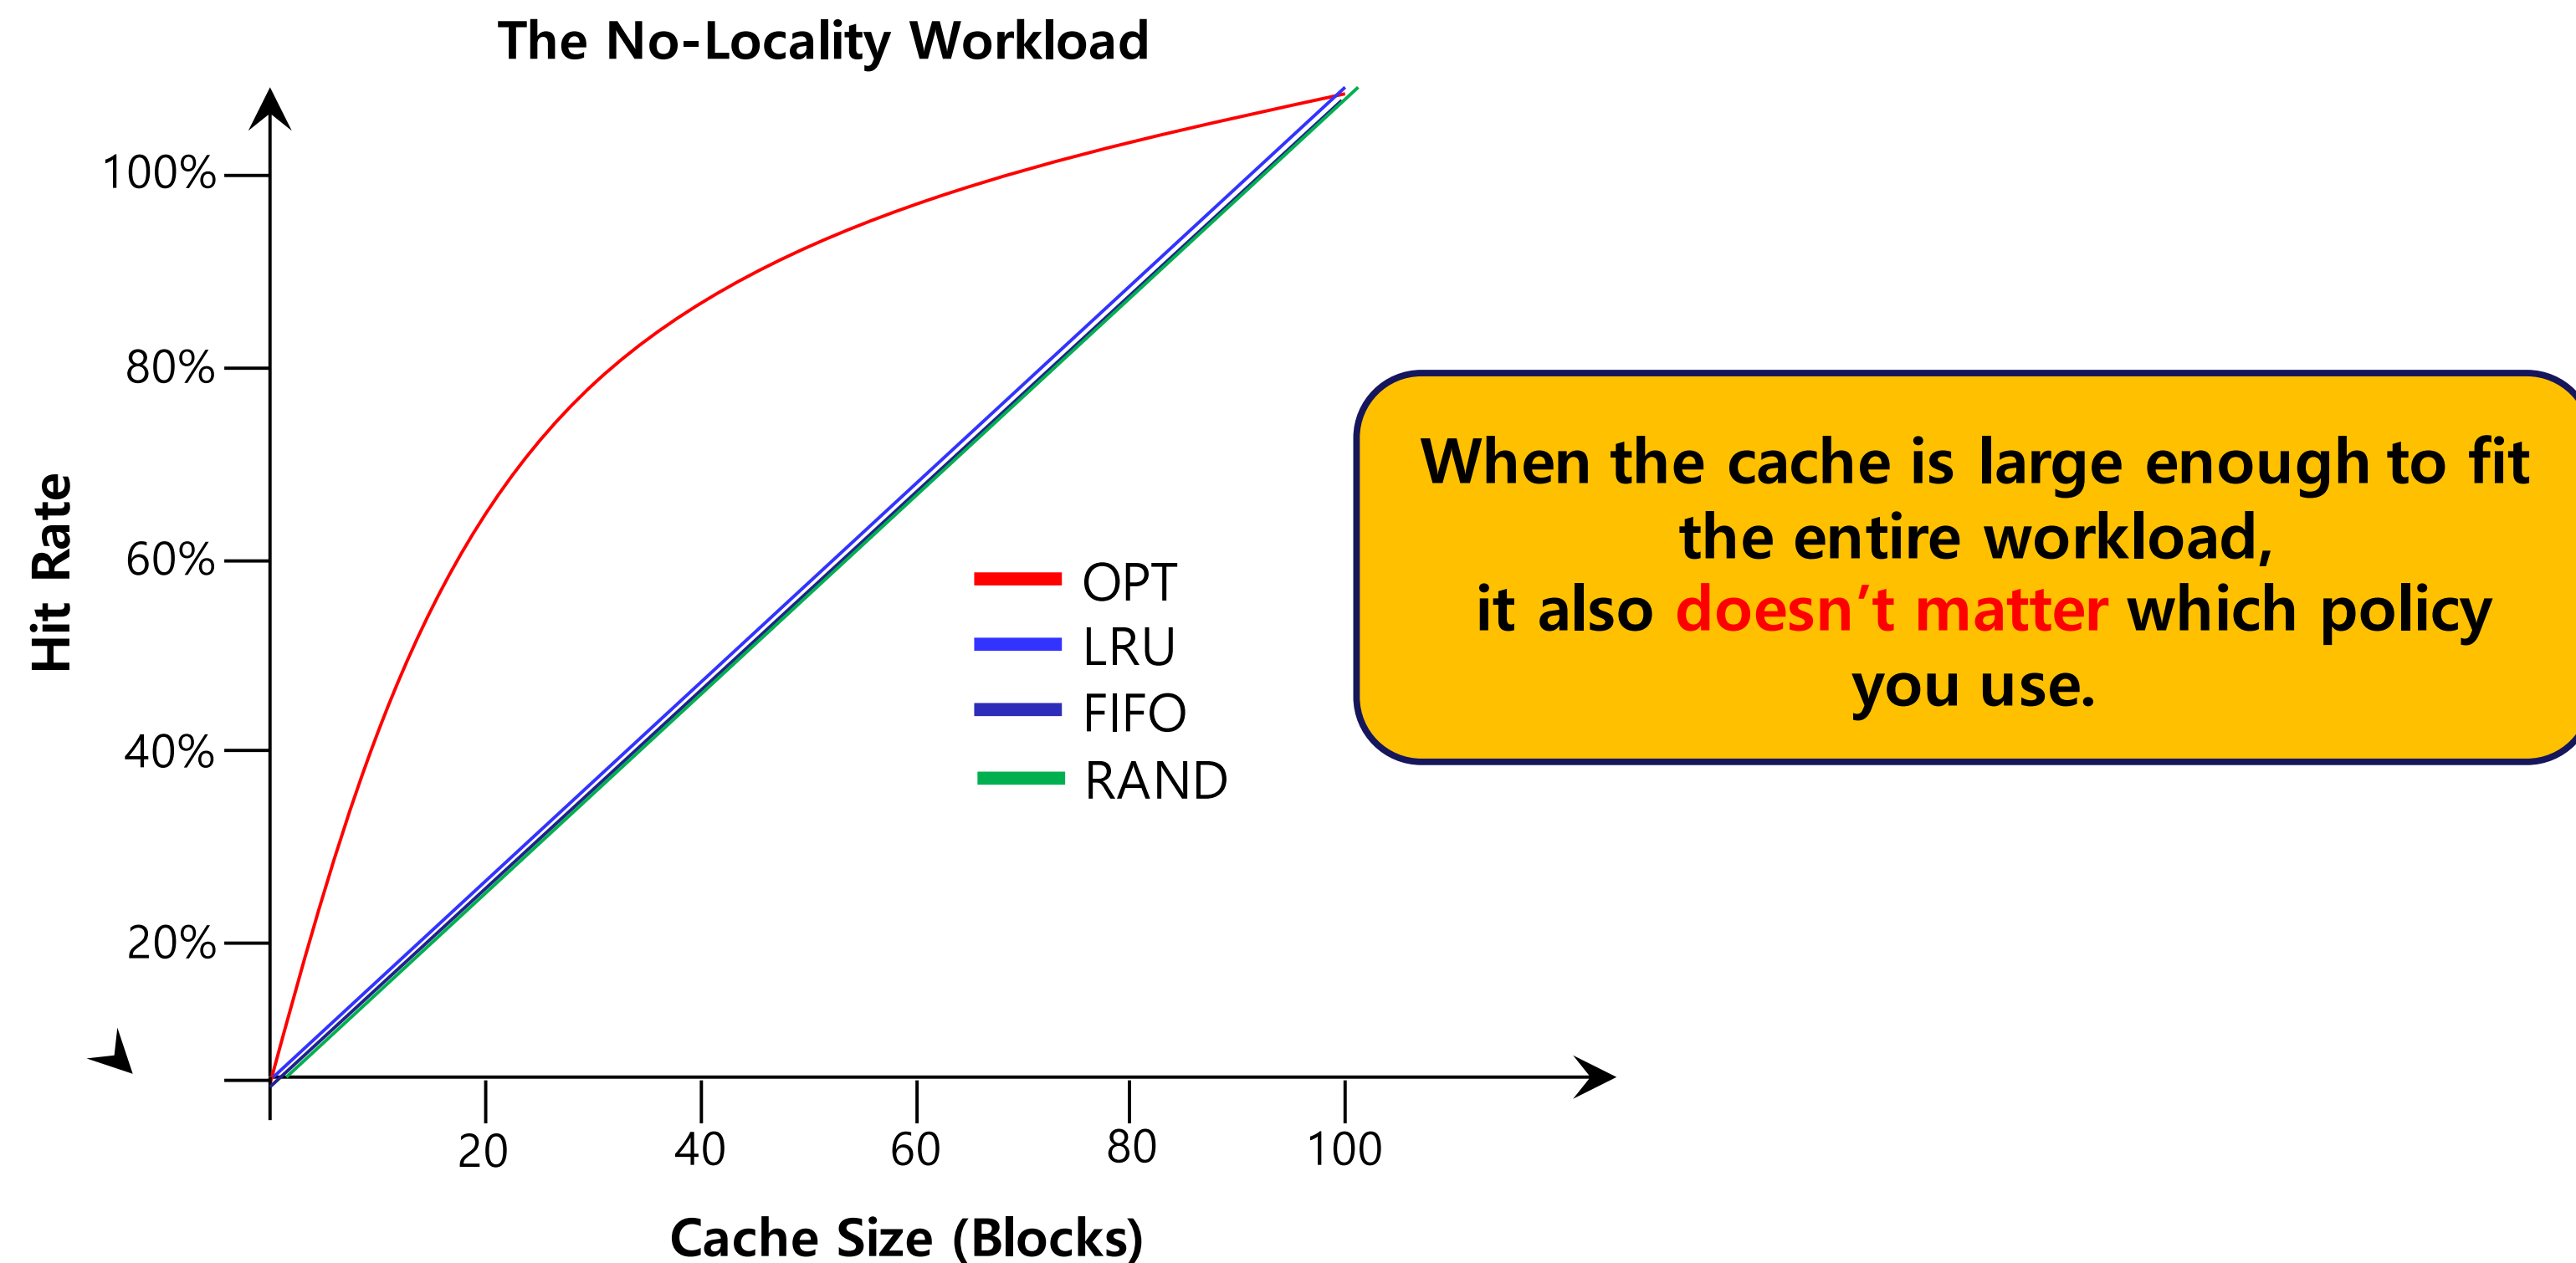 The No-Locality Workload
100%
80%
60%
40%
20%
Hit Rate
OPT
LRU
FIFO
RAND
20
40
60
80
100
Cache Size (Blocks)
When the cache is large enough to fit
the entire workload,
it also doesn’t matter which policy
you use.